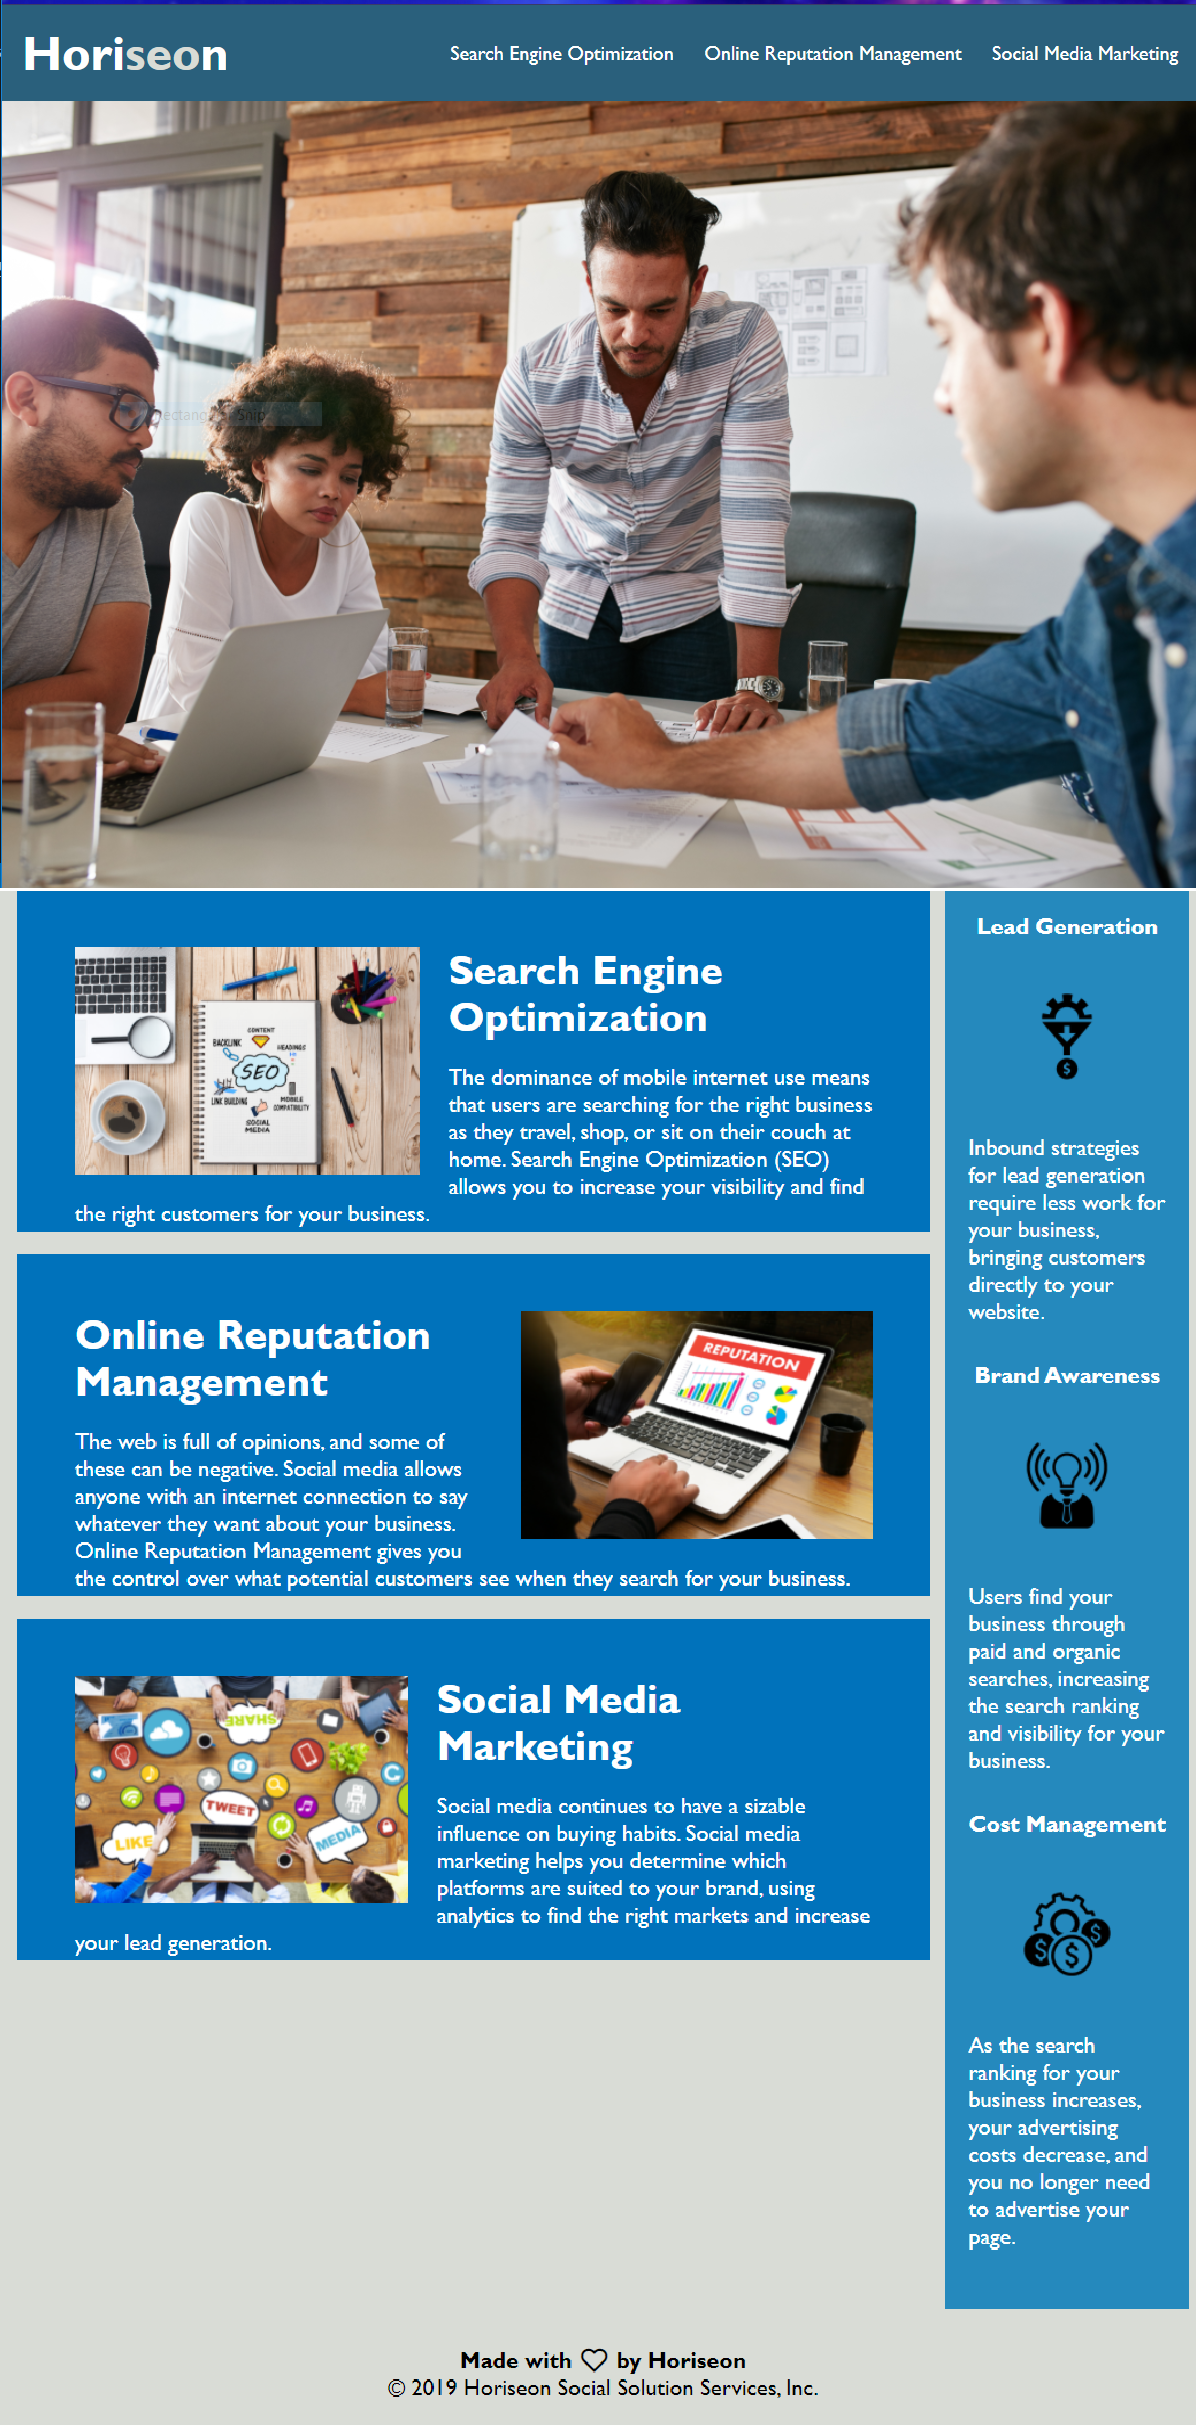 Horiseon
Search Engine Optimization
Online Reputation Management
Social Media Marketing
Snip
CONTENT
BACKLINK
HEADINGS
SEO
LINK BUILDING
MOBILE
COMPATIBILITY
SOCIAL
MEDIA
Search Engine
Optimization
The dominance of mobile internet use means
that users are searching for the right business
as they travel, shop, or sit on their couch at
home. Search Engine Optimization (SEO)
allows you to increase your visibility and find
the right customers for your business.
Online Reputation
Management
The web is full of opinions, and some of
these can be negative. Social media allows
anyone with an internet connection to say
whatever they want about your business.
Online Reputation Management gives you
the control over what potential customers see when they search for your business.
REPUTATION
SHARE
TWEET
LIKE
MEDIA
Social Media
Marketing
Social media continues to have a sizable
influence on buying habits. Social media
marketing helps you determine which
platforms are suited to your brand, using
analytics to find the right markets and increase
your lead generation.
Lead Generation
$
Inbound strategies
for lead generation
require less work for
your business,
bringing customers
directly to your
website.
Brand Awareness
Users find your
business through
paid and organic
searches, increasing
the search ranking
and visibility for your
business.
Cost Management
$ $ $
As the search
ranking for your
business increases,
your advertising
costs decrease, and
you no longer need
to advertise your
page.
Made with ♡ by Horiseon
© 2019 Horiseon Social Solution Services, Inc.